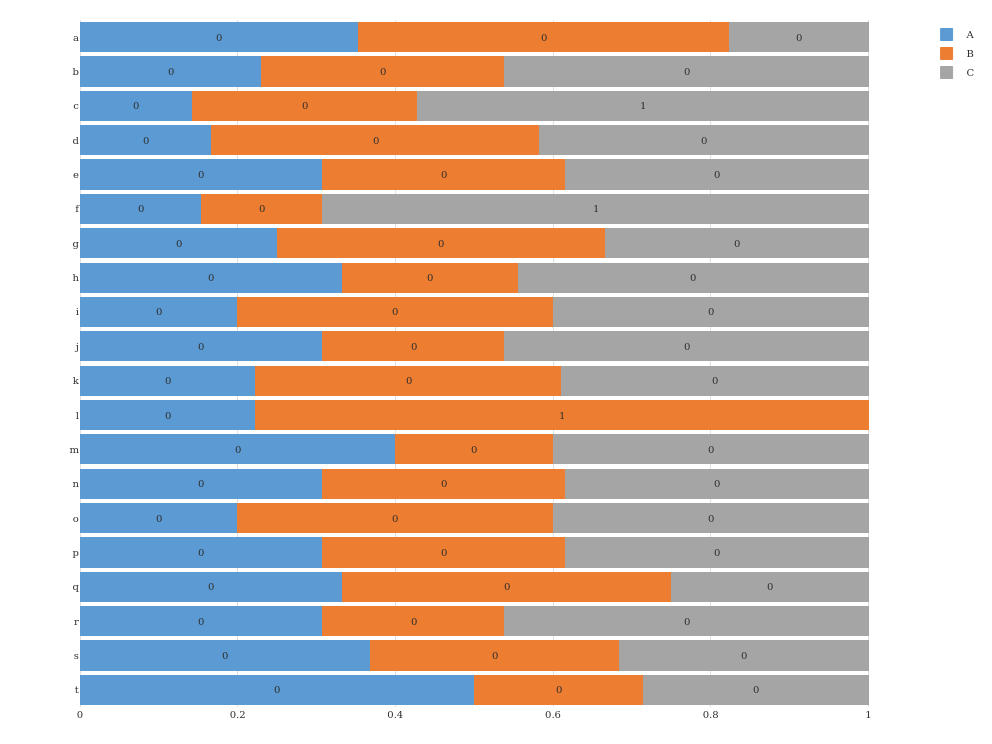 a 0 0 0
b 0 0 0
c 0 0 1
d 0 0 0
e 0 0 0
f 0 0 1
g 0 0 0
h 0 0 0
i 0 0 0
j 0 0 0
k 0 0 0
l 0 1
m 0 0 0
n 0 0 0
o 0 0 0
p 0 0 0
q 0 0 0
r 0 0 0
s 0 0 0
t 0 0 0
0 0.2 0.4 0.6 0.8 1
A
B
C